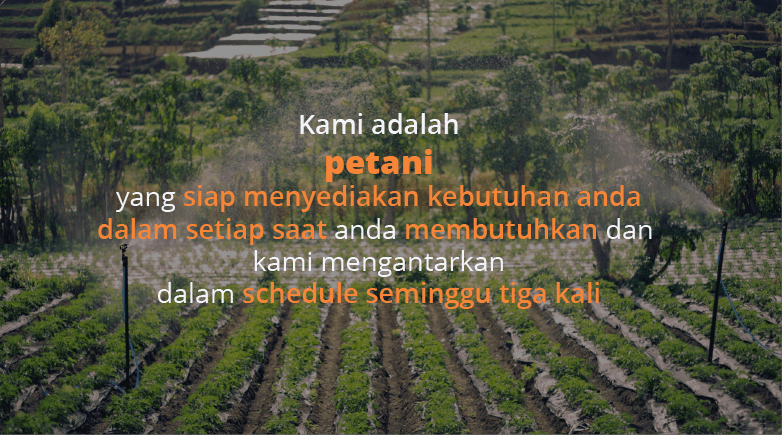 Kami adalah
petani
yang siap menyediakan kebutuhan anda
dalam setiap saat anda membutuhkan dan
kami mengantarkan
dalam schedule seminggu tiga kali